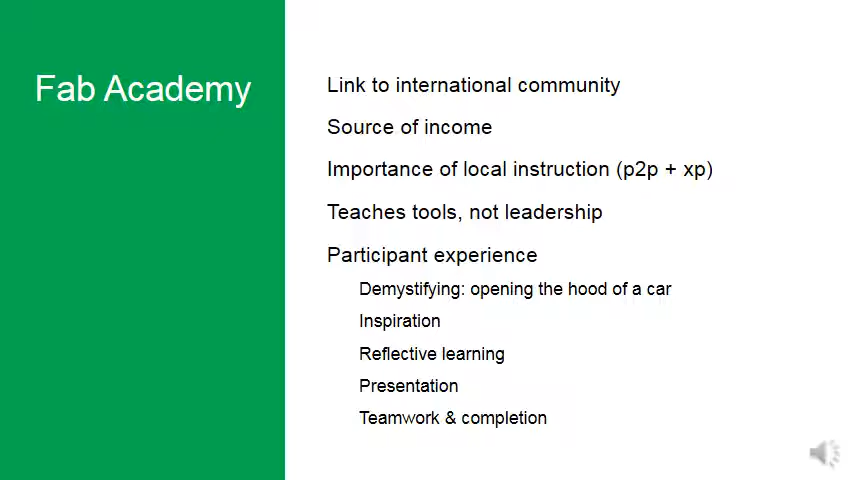 Fab Academy
Link to international community
Source of income
Importance of local instruction (p2p + xp)
Teaches tools, not leadership
Participant experience
Demystifying: opening the hood of a car
Inspiration
Reflective learning
Presentation
Teamwork & completion